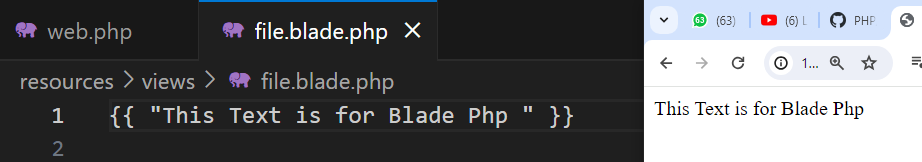 web.php
file.blade.php
resources > views > file.blade.php
1 {{ "This Text is for Blade Php " }}
2
(63)
(6) L
PHP
1...
This Text is for Blade Php